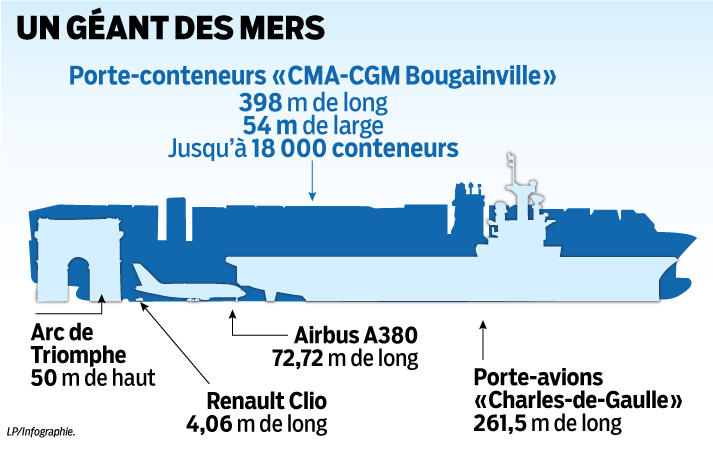 UN GÉANT DES MERS
Porte-conteneurs «CMA-CGM Bougainville»
398 m de long
54 m de large
Jusqu'à 18 000 conteneurs
Arc de
Triomphe
50 m de haut
Renault Clio
4,06 m de long
Airbus A380
72,72 m de long
Porte-avions
«Charles-de-Gaulle»
261,5 m de long
LP/Infographie.